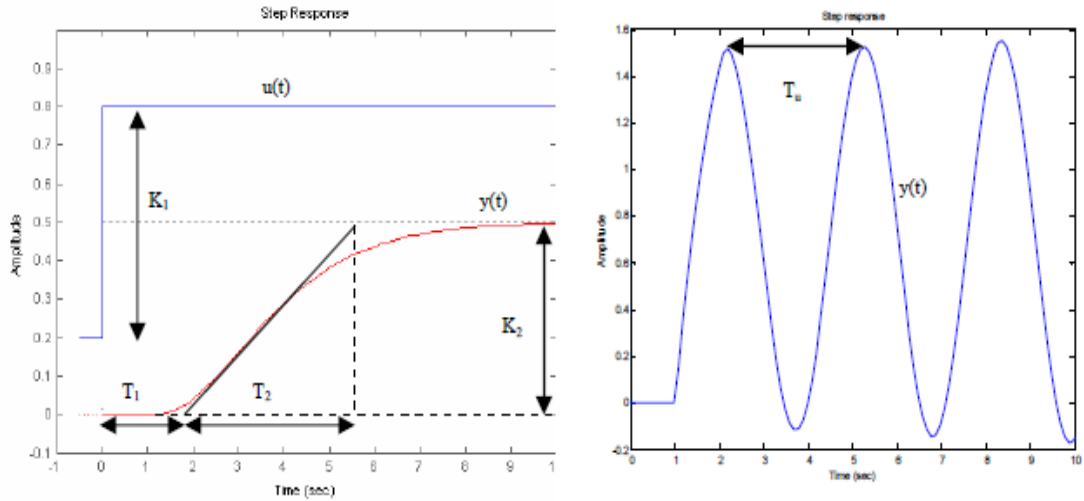 Step Response
0.9
0.8
0.7
0.6
0.5
0.4
0.3
0.2
0.1
0
-0.1
-1 0 1 2 3 4 5 6 7 8 9 10
Amplitude
Time (sec)
u(t)
K1
y(t)
K2
T1
T2
Step response
1.6
1.4
1.2
1
0.8
0.6
0.4
0.2
0
-0.2
0 1 2 3 4 5 6 7 8 9 10
Amplitude
Time (sec)
Tu
y(t)